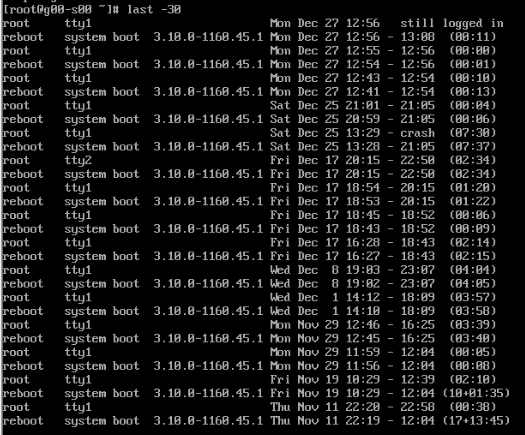 [root@g00-s00 ~]# last -30
root tty1 Mon Dec 27 12:56 still logged in
reboot system boot 3.10.0-1160.45.1 Mon Dec 27 12:56 - 13:08 (00:11)
root tty1 Mon Dec 27 12:55 - 12:56 (00:00)
reboot system boot 3.10.0-1160.45.1 Mon Dec 27 12:54 - 12:56 (00:01)
root tty1 Mon Dec 27 12:43 - 12:54 (00:10)
reboot system boot 3.10.0-1160.45.1 Mon Dec 27 12:41 - 12:54 (00:13)
root tty1 Sat Dec 25 21:01 - 21:05 (00:04)
reboot system boot 3.10.0-1160.45.1 Sat Dec 25 20:59 - 21:05 (00:06)
root tty1 Sat Dec 25 13:29 - crash (07:30)
reboot system boot 3.10.0-1160.45.1 Sat Dec 25 13:28 - 21:05 (07:37)
root tty2 Fri Dec 17 20:15 - 22:50 (02:34)
reboot system boot 3.10.0-1160.45.1 Fri Dec 17 20:15 - 22:50 (02:34)
root tty1 Fri Dec 17 18:54 - 20:15 (01:20)
reboot system boot 3.10.0-1160.45.1 Fri Dec 17 18:53 - 20:15 (01:22)
root tty1 Fri Dec 17 18:45 - 18:52 (00:06)
reboot system boot 3.10.0-1160.45.1 Fri Dec 17 18:43 - 18:52 (00:09)
root tty1 Fri Dec 17 16:28 - 18:43 (02:14)
reboot system boot 3.10.0-1160.45.1 Fri Dec 17 16:27 - 18:43 (02:15)
root tty1 Wed Dec 8 19:03 - 23:07 (04:04)
reboot system boot 3.10.0-1160.45.1 Wed Dec 8 19:02 - 23:07 (04:05)
root tty1 Wed Dec 1 14:12 - 18:09 (03:57)
reboot system boot 3.10.0-1160.45.1 Wed Dec 1 14:10 - 18:09 (03:58)
root tty1 Mon Nov 29 12:46 - 16:25 (03:39)
reboot system boot 3.10.0-1160.45.1 Mon Nov 29 12:45 - 16:25 (03:40)
root tty1 Mon Nov 29 11:59 - 12:04 (00:05)
reboot system boot 3.10.0-1160.45.1 Mon Nov 29 11:56 - 12:04 (00:08)
root tty1 Fri Nov 19 10:29 - 12:39 (02:10)
reboot system boot 3.10.0-1160.45.1 Fri Nov 19 10:29 - 12:04 (10+01:35)
root tty1 Thu Nov 11 22:20 - 22:58 (00:38)
reboot system boot 3.10.0-1160.45.1 Thu Nov 11 22:19 - 12:04 (17+13:45)